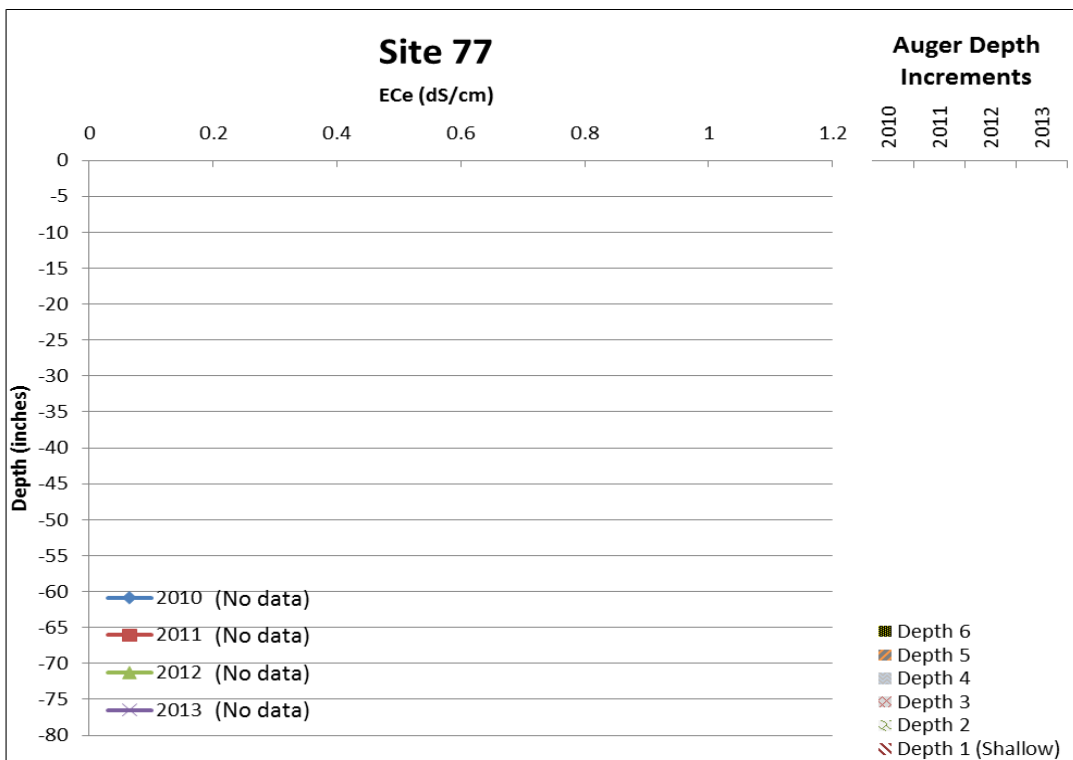 Site 77
ECe (dS/cm)
0 0.2 0.4 0.6 0.8 1 1.2
0
-5
-10
-15
-20
-25
-30
-35
-40
-45
-50
-55
-60
-65
-70
-75
-80
Depth (inches)
2010 (No data)
2011 (No data)
2012 (No data)
2013 (No data)
Auger Depth
Increments
2010
2011
2012
2013
Depth 6
Depth 5
Depth 4
Depth 3
Depth 2
Depth 1 (Shallow)